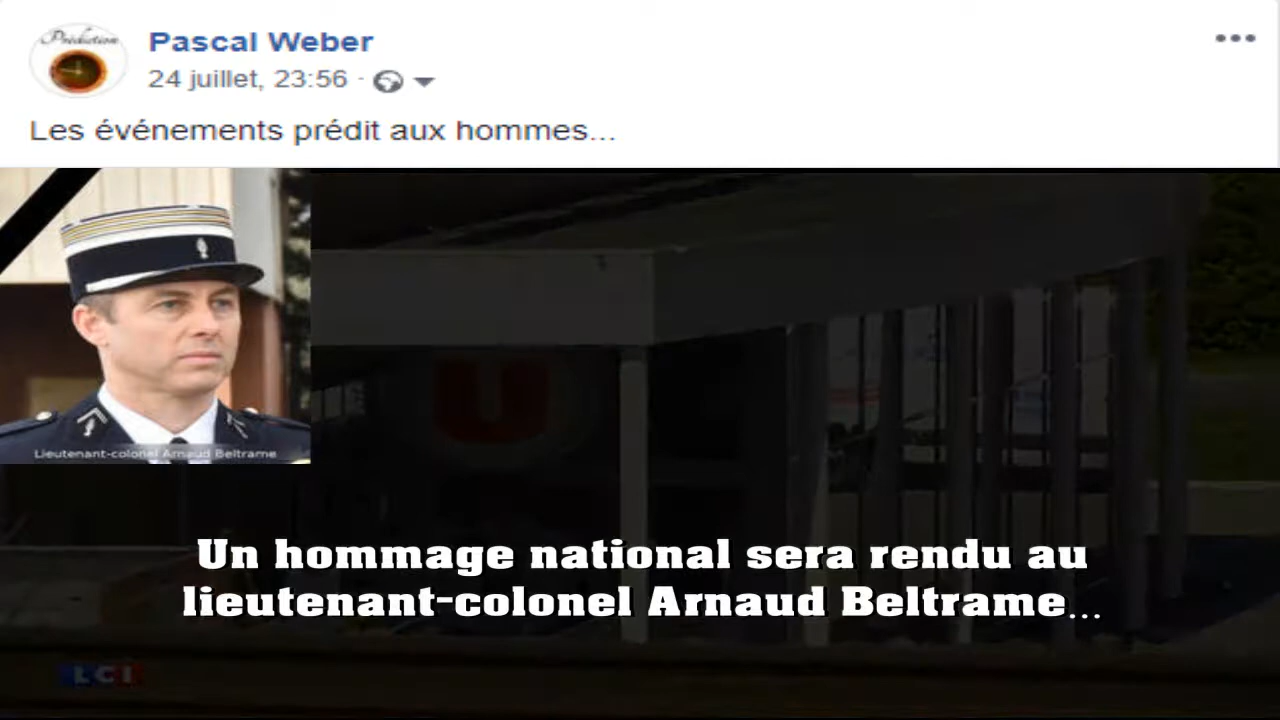 Prédiction
Pascal Weber
24 juillet, 23:56 ·
Les événements prédit aux hommes...
Lieutenant-colonel Arnaud Beltrame
U
Un hommage national sera rendu au
lieutenant-colonel Arnaud Beltrame...
LCI